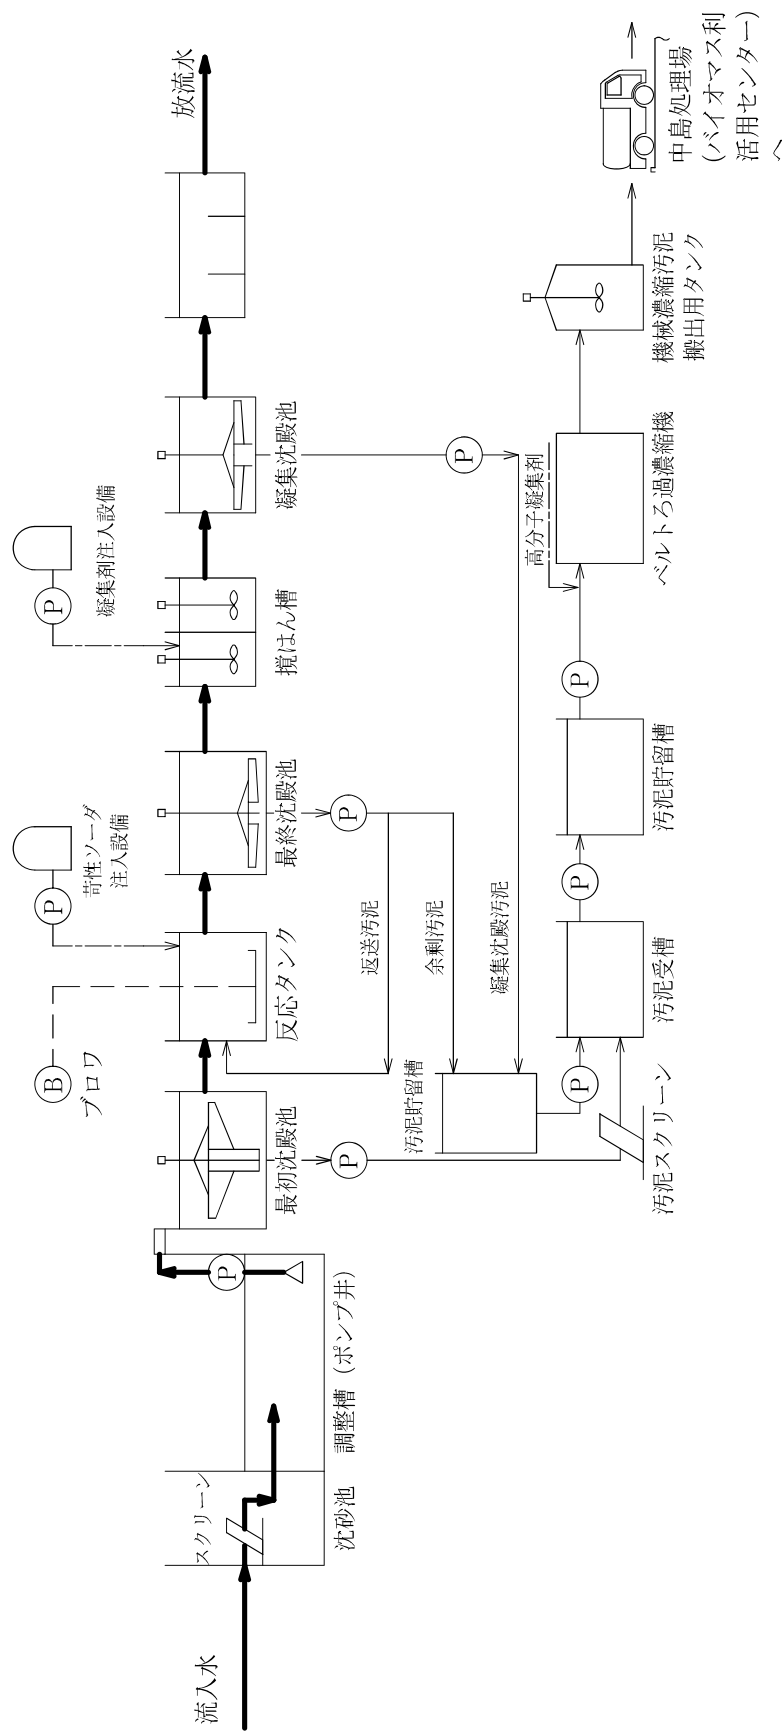 流入水
スクリーン
沈砂池
調整槽 (ポンプ井)
P
最初沈殿池
P
B
ブロワ
反応タンク
P
苛性ソーダ
注入設備
最終沈殿池
P
返送汚泥
余剰汚泥
凝集沈殿汚泥
汚泥貯留槽
P
凝集剤注入設備
撹はん槽
凝集沈殿池
P
放流水
汚泥スクリーン
P
汚泥受槽
P
汚泥貯留槽
P
高分子凝集剤
ベルトろ過濃縮機
機械濃縮汚泥
搬出用タンク
中島処理場
(バイオマス利
活用センター)
へ